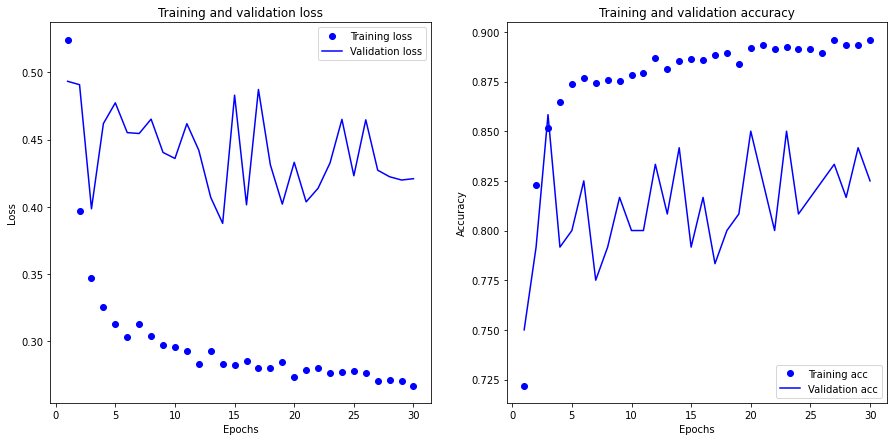 Training and validation loss
Training loss
Validation loss
0.50
0.45
0.40
0.35
0.30
Loss
0
5
10
15
20
25
30
Epochs
Training and validation accuracy
0.900
0.875
0.850
0.825
0.800
0.775
0.750
0.725
Accuracy
Training acc
Validation acc
0
5
10
15
20
25
30
Epochs